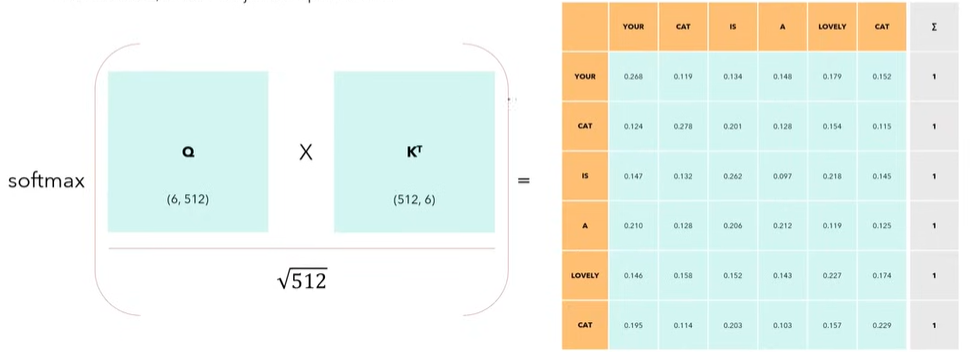 softmax
Q
(6, 512)
X
Kᵀ
(512, 6)
√512
=
YOUR CAT IS A LOVELY CAT Σ
YOUR 0.268 0.119 0.134 0.148 0.179 0.152 1
CAT 0.124 0.278 0.201 0.128 0.154 0.115 1
IS 0.147 0.132 0.262 0.097 0.218 0.145 1
A 0.210 0.128 0.206 0.212 0.119 0.125 1
LOVELY 0.146 0.158 0.152 0.143 0.227 0.174 1
CAT 0.195 0.114 0.203 0.103 0.157 0.229 1